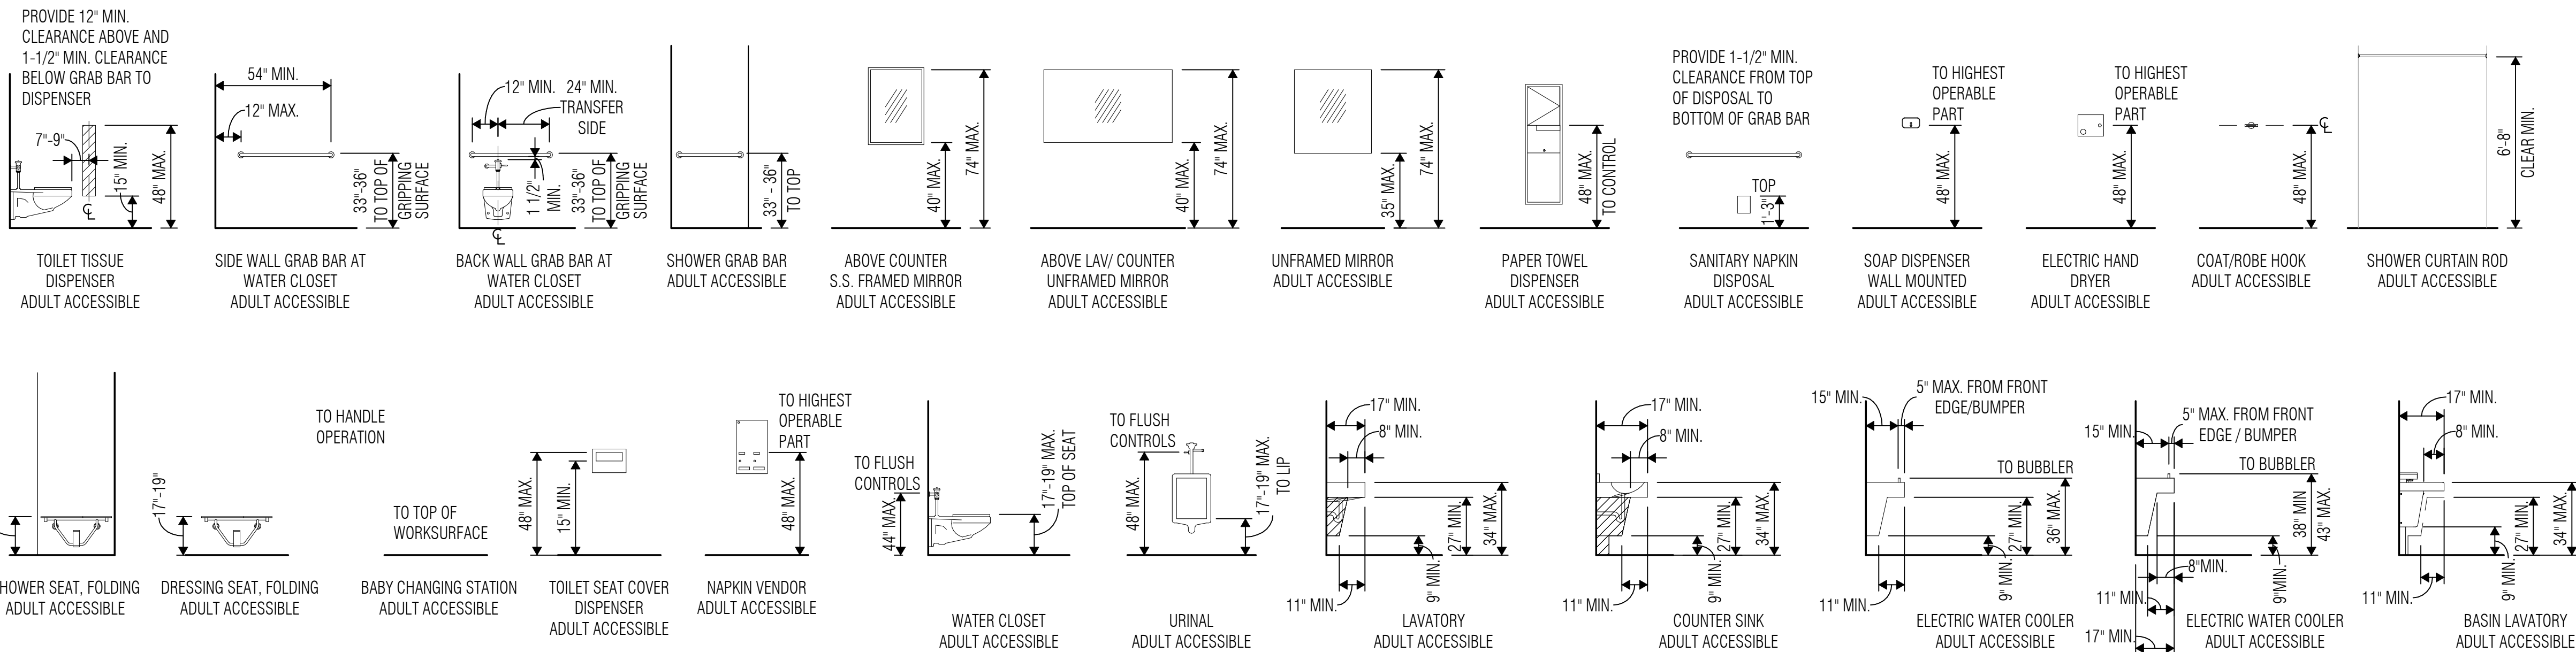 PROVIDE 12" MIN.
CLEARANCE ABOVE AND
1-1/2" MIN. CLEARANCE
BELOW GRAB BAR TO
DISPENSER
7"-9"
15" MIN.
48" MAX.
℄
TOILET TISSUE
DISPENSER
ADULT ACCESSIBLE
54" MIN.
12" MAX.
33"-36"
TO TOP OF
GRIPPING
SURFACE
SIDE WALL GRAB BAR AT
WATER CLOSET
ADULT ACCESSIBLE
12" MIN.
24" MIN.
TRANSFER
SIDE
1 1/2"
MIN.
33"-36"
TO TOP OF
GRIPPING
SURFACE
℄
BACK WALL GRAB BAR AT
WATER CLOSET
ADULT ACCESSIBLE
33" - 36"
TO TOP
SHOWER GRAB BAR
ADULT ACCESSIBLE
40" MAX.
74" MAX.
ABOVE COUNTER
S.S. FRAMED MIRROR
ADULT ACCESSIBLE
40" MAX.
74" MAX.
ABOVE LAV/ COUNTER
UNFRAMED MIRROR
ADULT ACCESSIBLE
35" MAX.
74" MAX.
UNFRAMED MIRROR
ADULT ACCESSIBLE
48" MAX.
TO CONTROL
PAPER TOWEL
DISPENSER
ADULT ACCESSIBLE
PROVIDE 1-1/2" MIN.
CLEARANCE FROM TOP
OF DISPOSAL TO
BOTTOM OF GRAB BAR
TOP
1'-3"
SANITARY NAPKIN
DISPOSAL
ADULT ACCESSIBLE
TO HIGHEST
OPERABLE
PART
48" MAX.
SOAP DISPENSER
WALL MOUNTED
ADULT ACCESSIBLE
TO HIGHEST
OPERABLE
PART
48" MAX.
ELECTRIC HAND
DRYER
ADULT ACCESSIBLE
℄
48" MAX.
COAT/ROBE HOOK
ADULT ACCESSIBLE
6'-8"
CLEAR MIN.
SHOWER CURTAIN ROD
ADULT ACCESSIBLE
HOWER SEAT, FOLDING
ADULT ACCESSIBLE
17"-19"
DRESSING SEAT, FOLDING
ADULT ACCESSIBLE
TO HANDLE
OPERATION
TO TOP OF
WORKSURFACE
BABY CHANGING STATION
ADULT ACCESSIBLE
48" MAX.
15" MIN.
TOILET SEAT COVER
DISPENSER
ADULT ACCESSIBLE
TO HIGHEST
OPERABLE
PART
48" MAX.
NAPKIN VENDOR
ADULT ACCESSIBLE
TO FLUSH
CONTROLS
44" MAX.
17"-19" MAX.
TOP OF SEAT
WATER CLOSET
ADULT ACCESSIBLE
TO FLUSH
CONTROLS
48" MAX.
17"-19" MAX.
TO LIP
URINAL
ADULT ACCESSIBLE
17" MIN.
8" MIN.
27" MIN.
34" MAX.
9" MIN.
11" MIN.
LAVATORY
ADULT ACCESSIBLE
17" MIN.
8" MIN.
27" MIN.
34" MAX.
9" MIN.
11" MIN.
COUNTER SINK
ADULT ACCESSIBLE
15" MIN.
5" MAX. FROM FRONT
EDGE/BUMPER
TO BUBBLER
27" MIN.
36" MAX.
9" MIN.
11" MIN.
ELECTRIC WATER COOLER
ADULT ACCESSIBLE
15" MIN.
5" MAX. FROM FRONT
EDGE / BUMPER
TO BUBBLER
38" MIN
43" MAX.
8"MIN.
9"MIN.
11" MIN.
17" MIN.
ELECTRIC WATER COOLER
ADULT ACCESSIBLE
17" MIN.
8" MIN.
27" MIN.
34" MAX.
9" MIN.
11" MIN.
BASIN LAVATORY
ADULT ACCESSIBLE